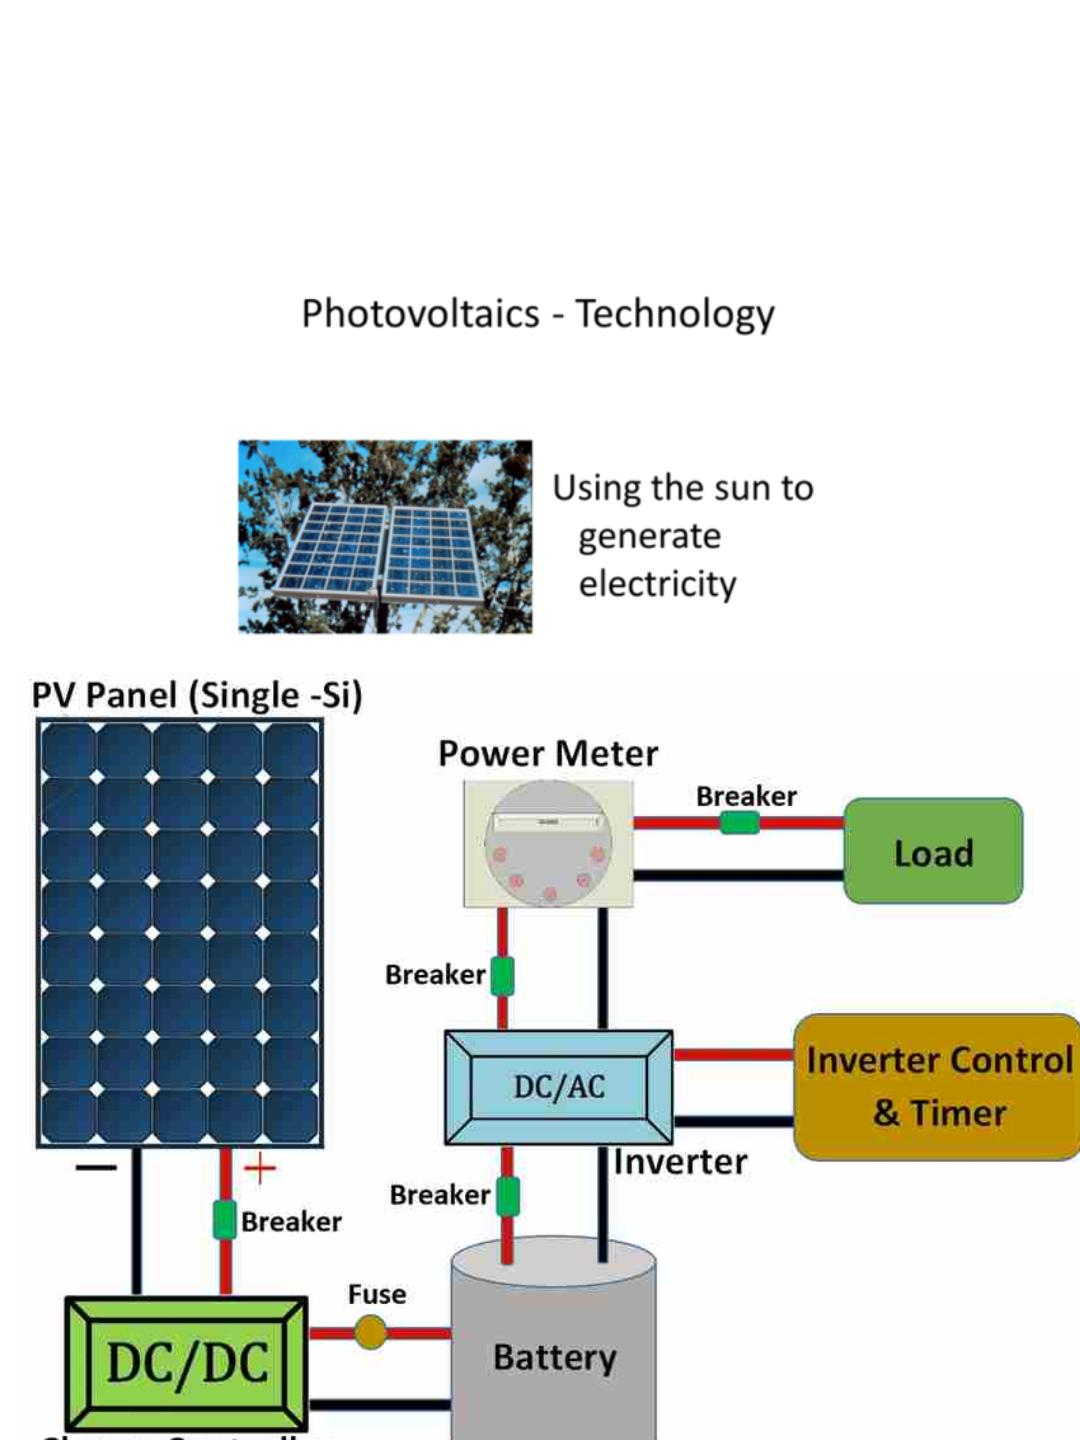 Photovoltaics - Technology
Using the sun to
generate
electricity
PV Panel (Single -Si)
Power Meter
Breaker
Load
Breaker
Inverter Control
& Timer
DC/AC
Inverter
Breaker
Breaker
Fuse
DC/DC
Battery